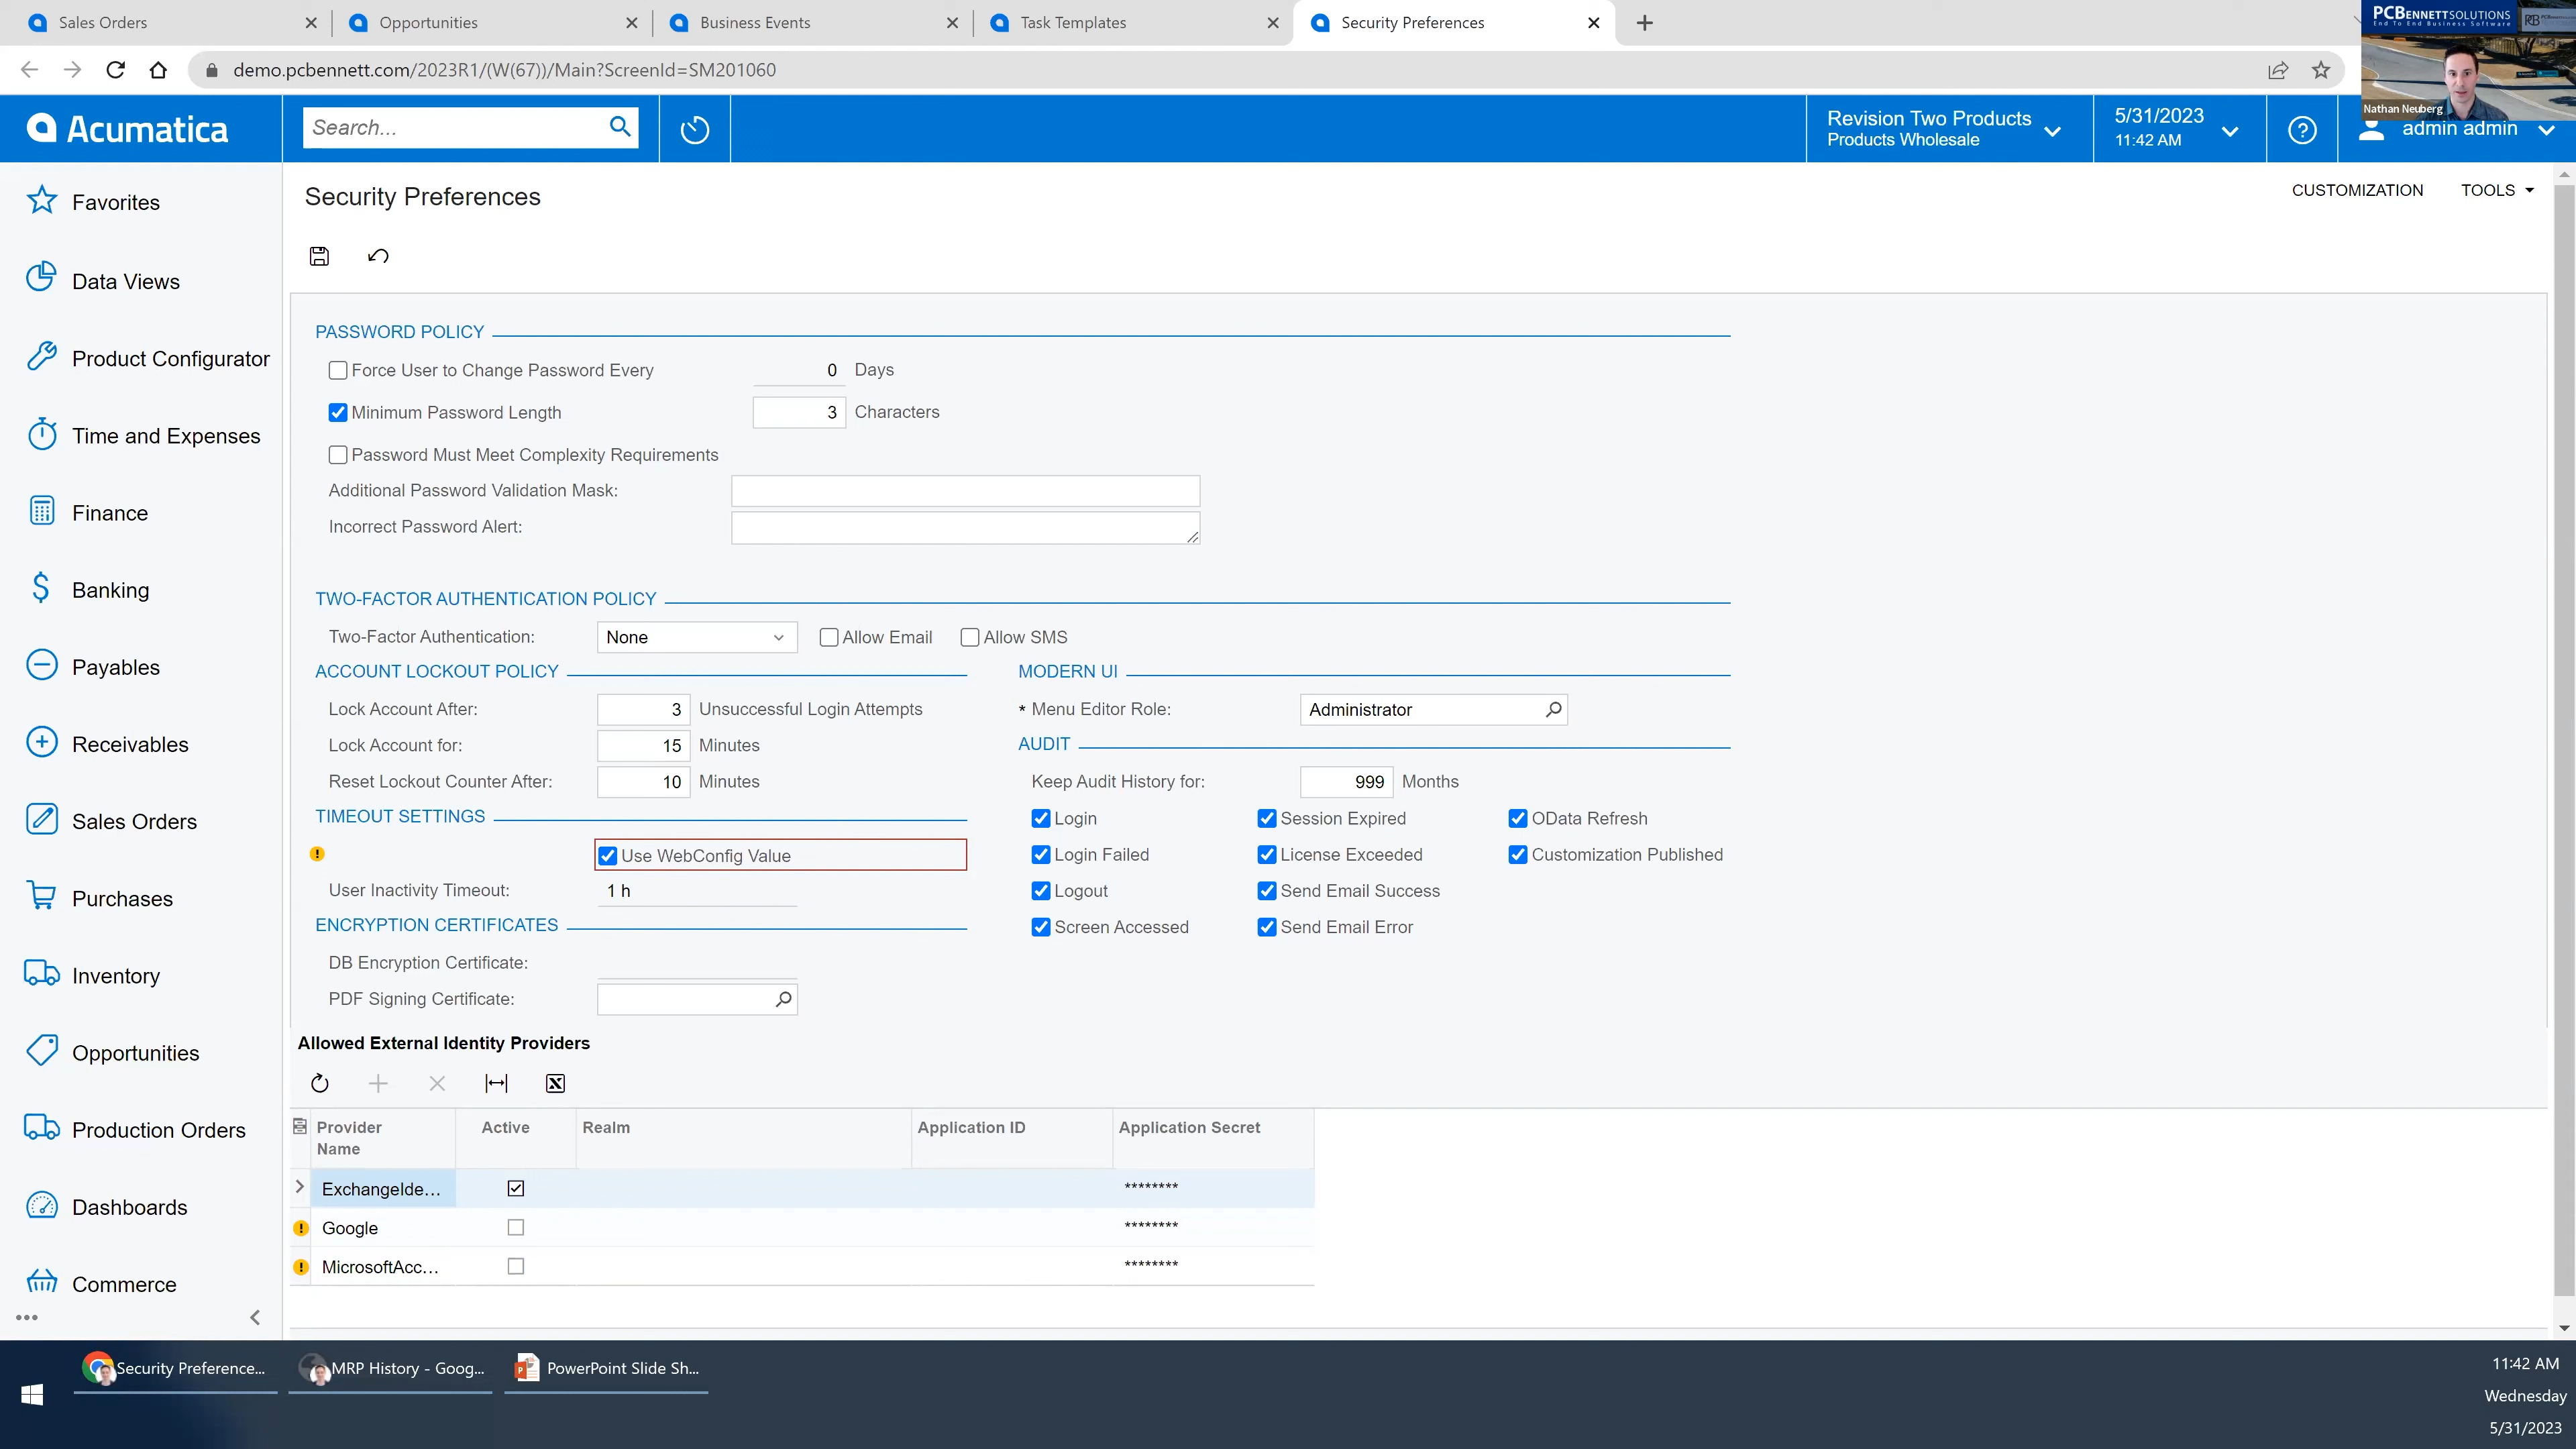 Sales Orders
Opportunities
Business Events
Task Templates
Security Preferences
PCBENNETTSOLUTIONS
End To End Business Software
demo.pcbennett.com/2023R1/(W(67))/Main?ScreenId=SM201060
Nathan Neuberg
Acumatica
Search...
Revision Two Products
Products Wholesale
5/31/2023
11:42 AM
admin admin
Favorites
Data Views
Product Configurator
Time and Expenses
Finance
Banking
Payables
Receivables
Sales Orders
Purchases
Inventory
Opportunities
Production Orders
Dashboards
Commerce
Security Preferences
CUSTOMIZATION
TOOLS
PASSWORD POLICY
Force User to Change Password Every 0 Days
Minimum Password Length 3 Characters
Password Must Meet Complexity Requirements
Additional Password Validation Mask:
Incorrect Password Alert:
TWO-FACTOR AUTHENTICATION POLICY
Two-Factor Authentication: None Allow Email Allow SMS
ACCOUNT LOCKOUT POLICY
Lock Account After: 3 Unsuccessful Login Attempts
Lock Account for: 15 Minutes
Reset Lockout Counter After: 10 Minutes
TIMEOUT SETTINGS
Use WebConfig Value
User Inactivity Timeout: 1 h
ENCRYPTION CERTIFICATES
DB Encryption Certificate:
PDF Signing Certificate:
MODERN UI
* Menu Editor Role: Administrator
AUDIT
Keep Audit History for: 999 Months
Login Session Expired OData Refresh
Login Failed License Exceeded Customization Published
Logout Send Email Success
Screen Accessed Send Email Error
Allowed External Identity Providers
Provider Name Active Realm Application ID Application Secret
ExchangeIde... ********
Google ********
MicrosoftAcc... ********
Security Preference...
MRP History - Goog...
PowerPoint Slide Sh...
11:42 AM
Wednesday
5/31/2023